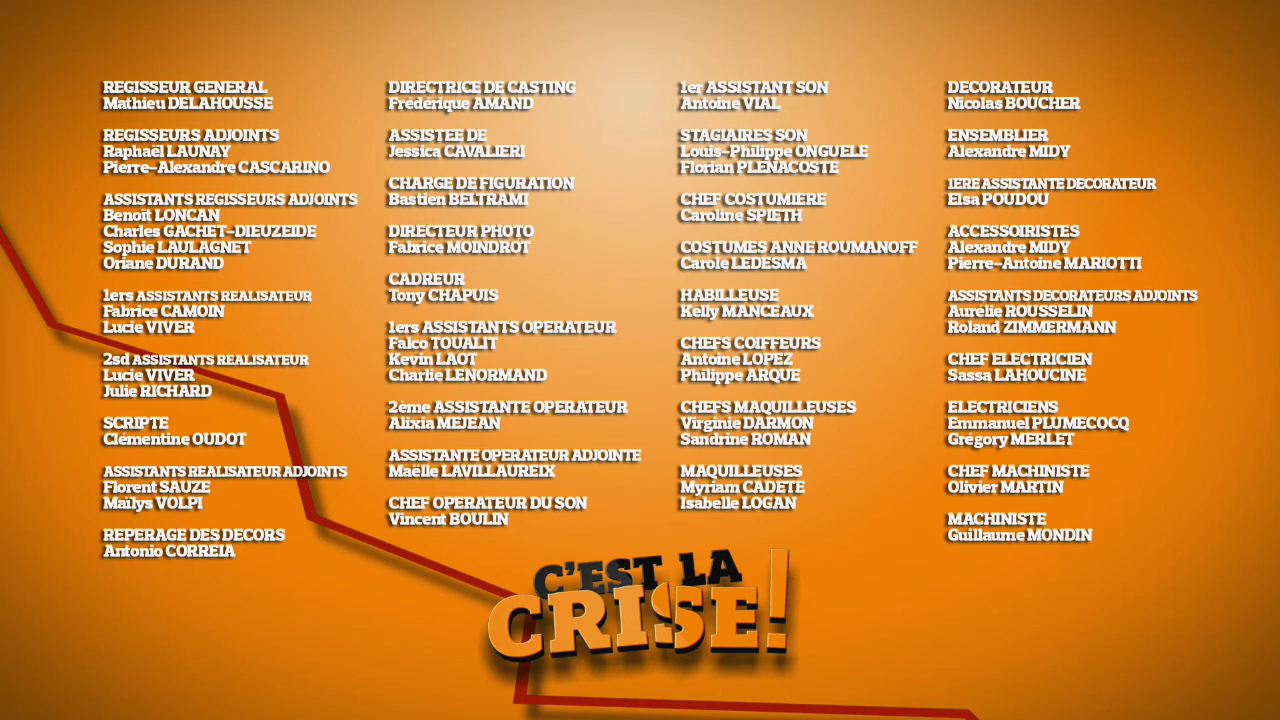 REGISSEUR GENERAL
Mathieu DELAHOUSSE
REGISSEURS ADJOINTS
Raphaël LAUNAY
Pierre-Alexandre CASCARINO
ASSISTANTS REGISSEURS ADJOINTS
Benoît LONCAN
Charles GACHET-DIEUZEIDE
Sophie LAULAGNET
Oriane DURAND
1ers ASSISTANTS REALISATEUR
Fabrice CAMOIN
Lucie VIVER
2sd ASSISTANTS REALISATEUR
Lucie VIVER
Julie RICHARD
SCRIPTE
Clémentine OUDOT
ASSISTANTS REALISATEUR ADJOINTS
Florent SAUZE
Maïlys VOLPI
REPERAGE DES DECORS
Antonio CORREIA
DIRECTRICE DE CASTING
Frédérique AMAND
ASSISTEE DE
Jessica CAVALIERI
CHARGE DE FIGURATION
Bastien BELTRAMI
DIRECTEUR PHOTO
Fabrice MOINDROT
CADREUR
Tony CHAPUIS
1ers ASSISTANTS OPERATEUR
Falco TOUALIT
Kevin LAOT
Charlie LENORMAND
2ème ASSISTANTE OPERATEUR
Alixia MEJEAN
ASSISTANTE OPERATEUR ADJOINTE
Maëlle LAVILLAUREIX
CHEF OPERATEUR DU SON
Vincent BOULIN
1er ASSISTANT SON
Antoine VIAL
STAGIAIRES SON
Louis-Philippe ONGUELE
Florian PLENACOSTE
CHEF COSTUMIERE
Caroline SPIETH
COSTUMES ANNE ROUMANOFF
Carole LEDESMA
HABILLEUSE
Kelly MANCEAUX
CHEFS COIFFEURS
Antoine LOPEZ
Philippe ARQUE
CHEFS MAQUILLEUSES
Virginie DARMON
Sandrine ROMAN
MAQUILLEUSES
Myriam CADETE
Isabelle LOGAN
DECORATEUR
Nicolas BOUCHER
ENSEMBLIER
Alexandre MIDY
1ERE ASSISTANTE DECORATEUR
Elsa POUDOU
ACCESSOIRISTES
Alexandre MIDY
Pierre-Antoine MARIOTTI
ASSISTANTS DECORATEURS ADJOINTS
Aurélie ROUSSELIN
Roland ZIMMERMANN
CHEF ELECTRICIEN
Sassa LAHOUCINE
ELECTRICIENS
Emmanuel PLUMECOCQ
Grégory MERLET
CHEF MACHINISTE
Olivier MARTIN
MACHINISTE
Guillaume MONDIN
C'EST LA
CRISE!